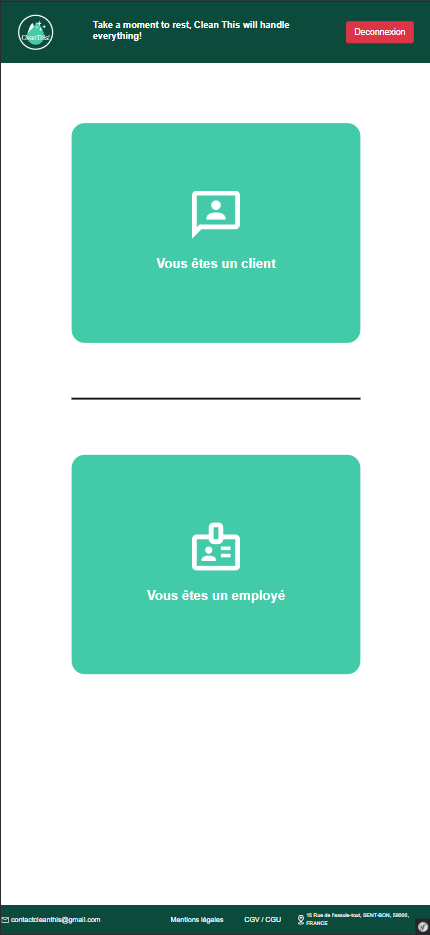 CleanThis
Take a moment to rest, Clean This will handle
everything!
Deconnexion
Vous êtes un client
Vous êtes un employé
contactcleanthis@gmail.com
Mentions légales
CGV / CGU
15 Rue de l'essuie-tout, SENT-BON, 59000,
FRANCE